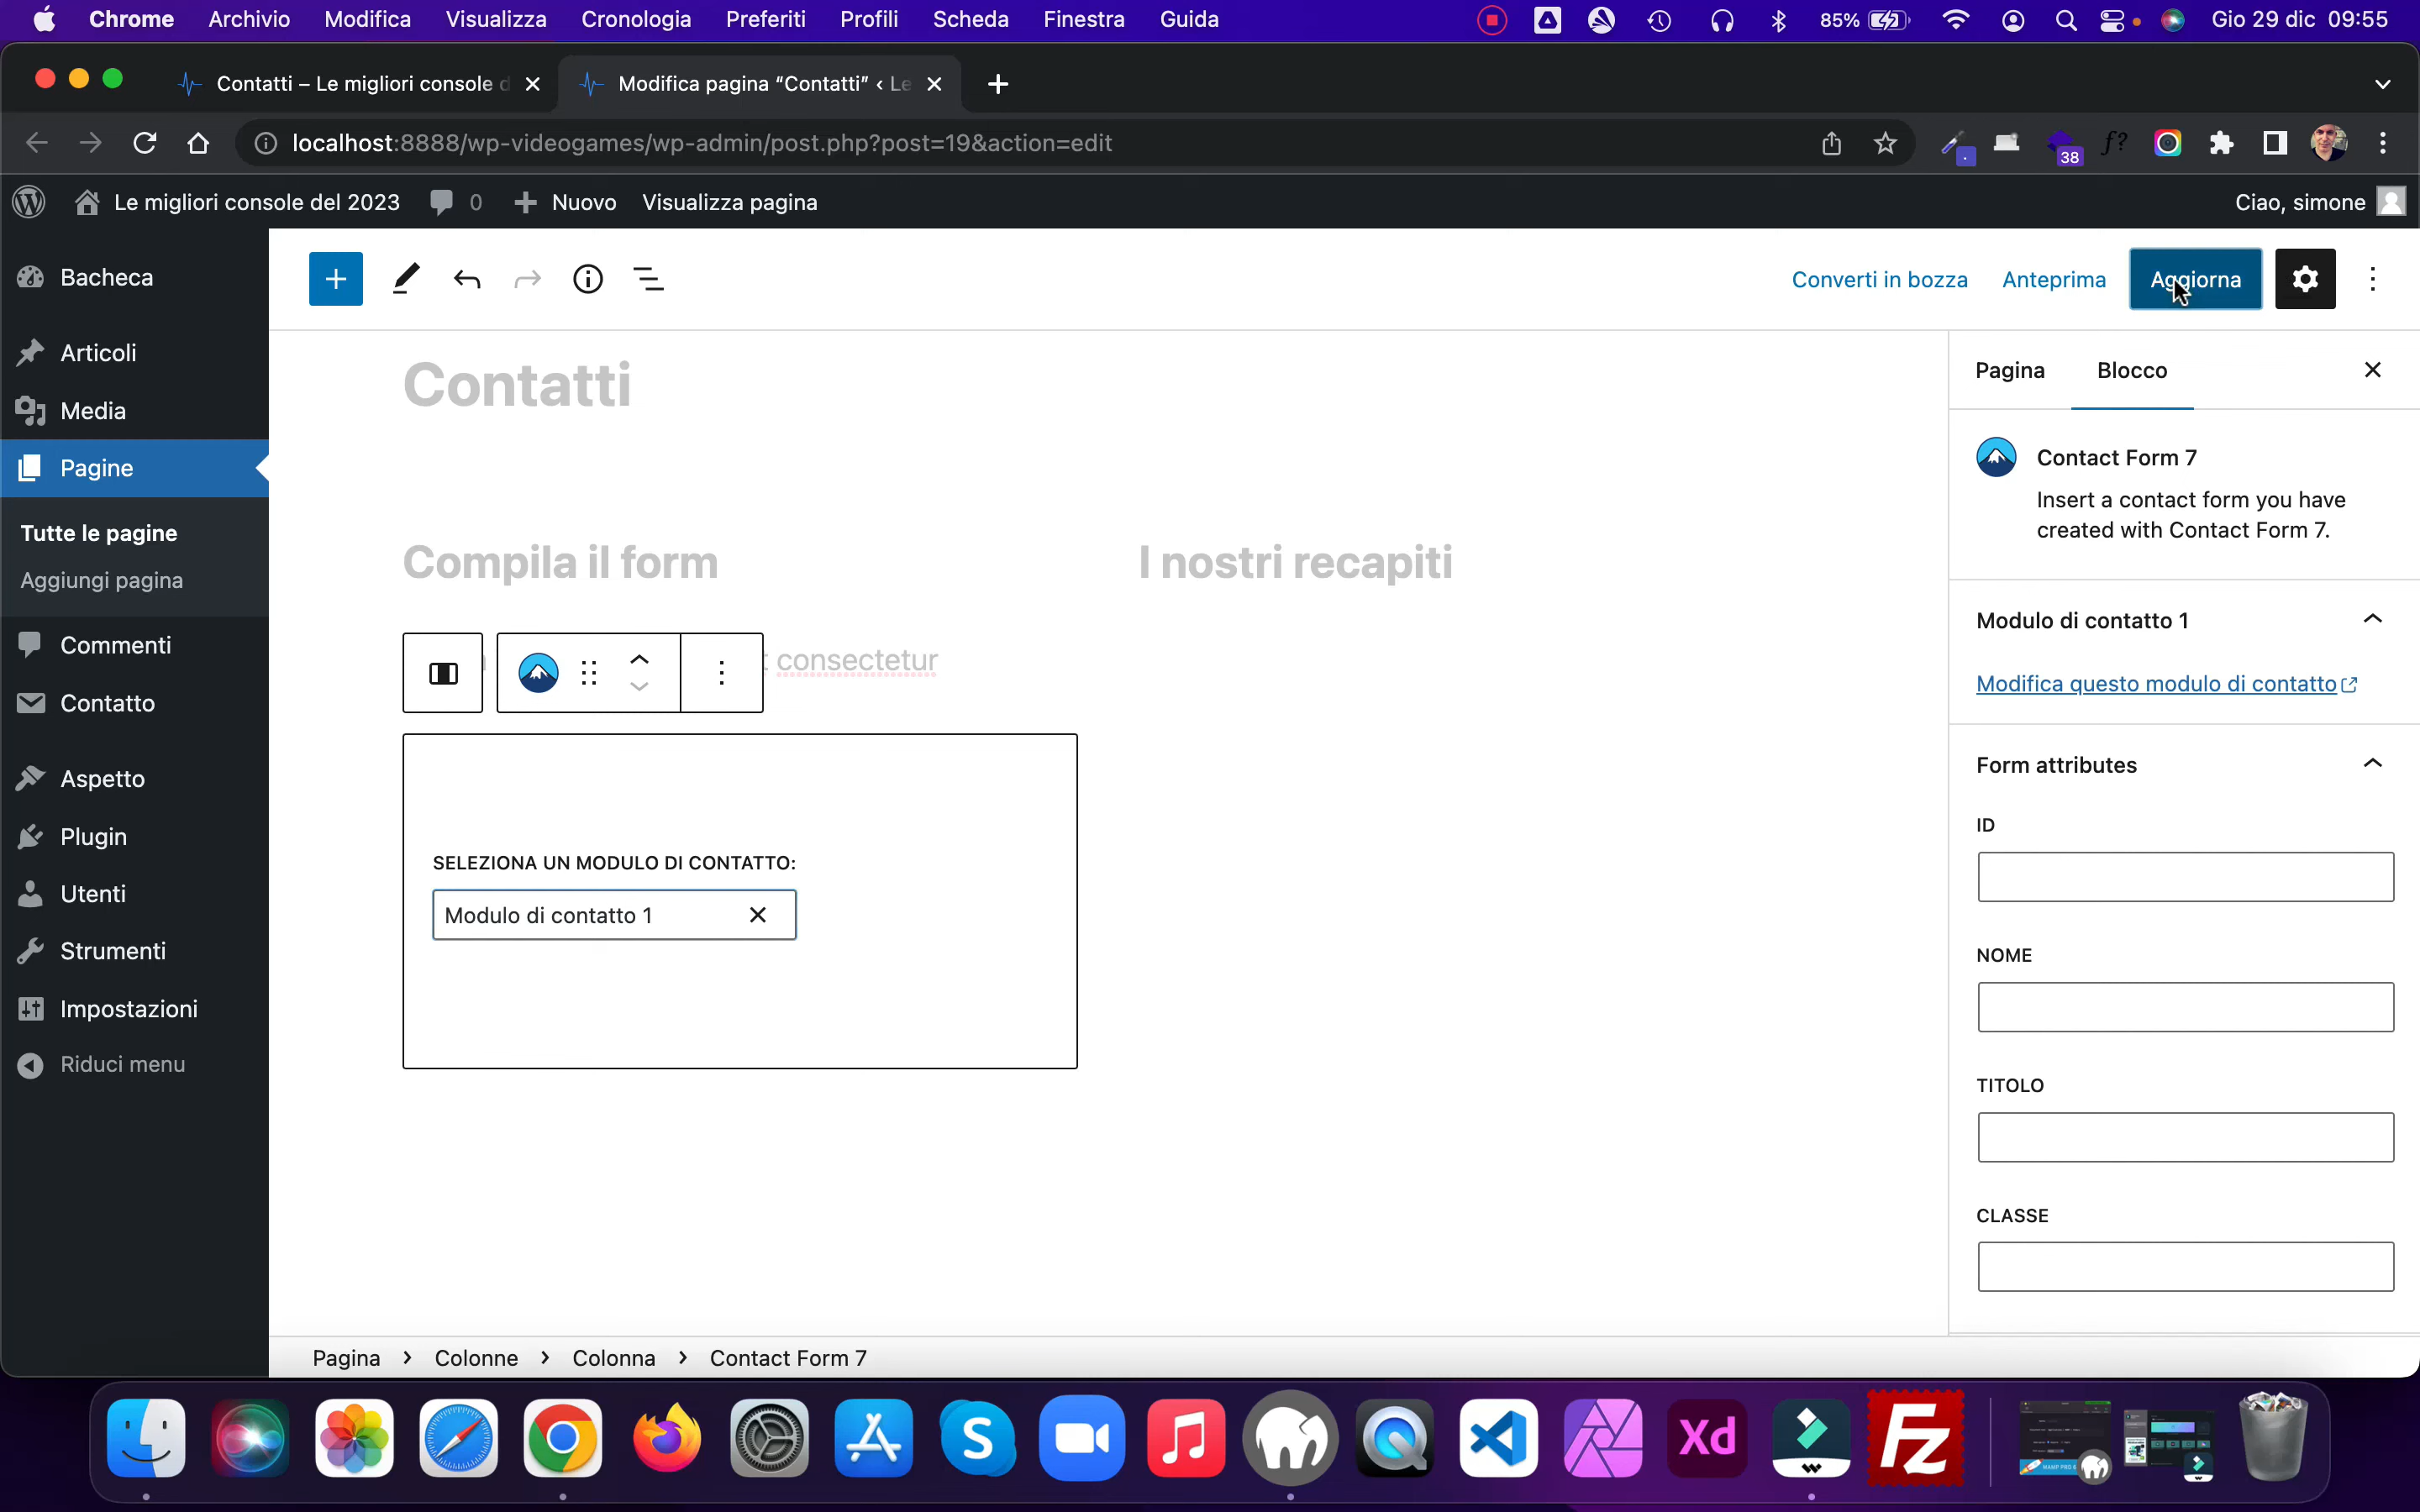 Chrome Archivio Modifica Visualizza Cronologia Preferiti Profili Scheda Finestra Guida 85% Gio 29 dic 09:55
Contatti – Le migliori console d Modifica pagina “Contatti” ‹ Le
localhost:8888/wp-videogames/wp-admin/post.php?post=19&action=edit f? 38
Le migliori console del 2023 0 Nuovo Visualizza pagina Ciao, simone
Bacheca
Articoli
Media
Pagine
Tutte le pagine
Aggiungi pagina
Commenti
Contatto
Aspetto
Plugin
Utenti
Strumenti
Impostazioni
Riduci menu
Converti in bozza Anteprima Aggiorna
Contatti
Compila il form
I nostri recapiti
consectetur
SELEZIONA UN MODULO DI CONTATTO:
Modulo di contatto 1
Pagina Blocco
Contact Form 7
Insert a contact form you have
created with Contact Form 7.
Modulo di contatto 1
Modifica questo modulo di contatto
Form attributes
ID
NOME
TITOLO
CLASSE
Pagina › Colonne › Colonna › Contact Form 7
S Xd Fz